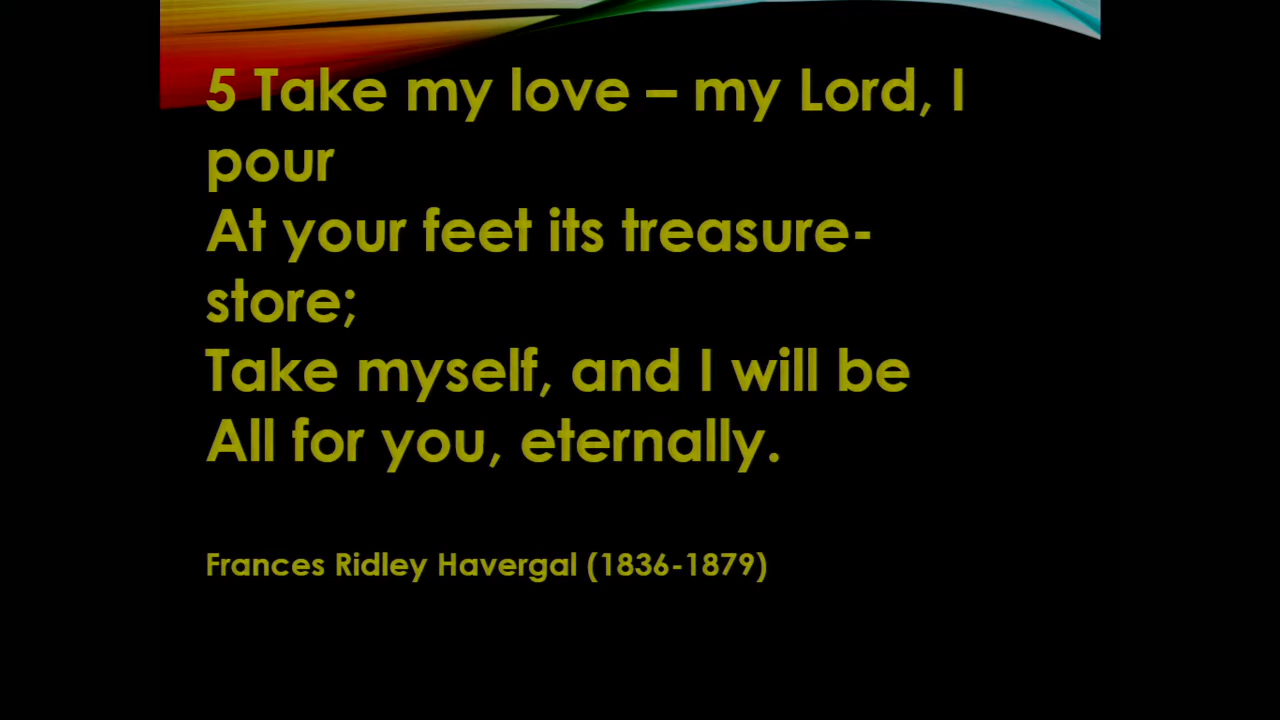 5 Take my love – my Lord, I
pour
At your feet its treasure-
store;
Take myself, and I will be
All for you, eternally.
Frances Ridley Havergal (1836-1879)